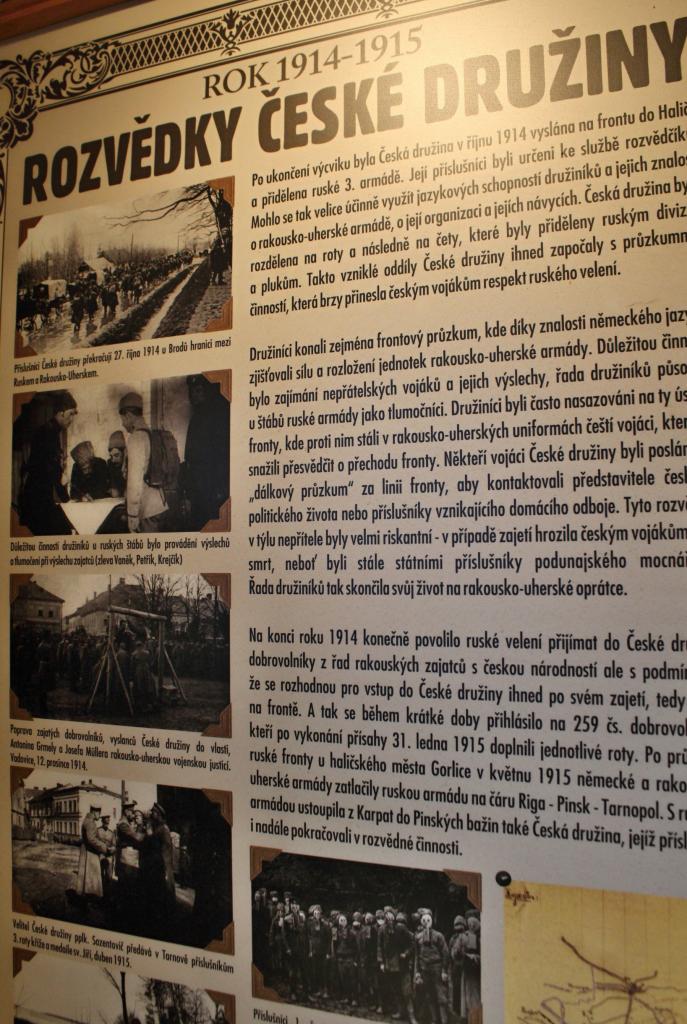 ROK 1914-1915
ROZVĚDKY ČESKÉ DRUŽINY
Po ukončení výcviku byla Česká družina v říjnu 1914 vyslána na frontu do Halič
a přidělena ruské 3. armádě. Její příslušníci byli určeni ke službě rozvědčík
Mohlo se tak velice účinně využít jazykových schopností družiníků a jejich znalos
o rakousko-uherské armádě, o její organizaci a jejích návycích. Česká družina by
rozdělena na roty a následně na čety, které byly přiděleny ruským diviz
a plukům. Takto vzniklé oddíly České družiny ihned započaly s průzkumn
činností, která brzy přinesla českým vojákům respekt ruského velení.
Družiníci konali zejména frontový průzkum, kde díky znalosti německého jaz
zjišťovali sílu a rozložení jednotek rakousko-uherské armády. Důležitou činn
bylo zajímání nepřátelských vojáků a jejich výslechy, řada družiníků půso
u štábů ruské armády jako tlumočníci. Družiníci byli často nasazováni na ty ús
fronty, kde proti nim stáli v rakousko-uherských uniformách čeští vojáci, kter
snažili přesvědčit o přechodu fronty. Někteří vojáci České družiny byli poslán
„dálkový průzkum“ za linii fronty, aby kontaktovali představitele čes
politického života nebo příslušníky vznikajícího domácího odboje. Tyto rozv
v týlu nepřítele byly velmi riskantní - v případě zajetí hrozila českým vojákům
smrt, neboť byli stále státními příslušníky podunajského mocná
Řada družiníků tak skončila svůj život na rakousko-uherské oprátce.
Na konci roku 1914 konečně povolilo ruské velení přijímat do České dr
dobrovolníky z řad rakouských zajatců s českou národností ale s podmín
že se rozhodnou pro vstup do České družiny ihned po svém zajetí, tedy
na frontě. A tak se během krátké doby přihlásilo na 259 čs. dobrovol
kteří po vykonání přísahy 31. ledna 1915 doplnili jednotlivé roty. Po prů
ruské fronty u haličského města Gorlice v květnu 1915 německé a rako
uherské armády zatlačily ruskou armádu na čáru Riga - Pinsk - Tarnopol. S r
armádou ustoupila z Karpat do Pinských bažin také Česká družina, jejíž přísl
i nadále pokračovali v rozvědné činnosti.
Příslušníci České družiny překračují 27. října 1914 u Brodů hranici mezi
Ruskem a Rakousko-Uherskem.
Důležitou činností družiníků u ruských štábů bylo provádění výslechů
a tlumočení při výslechu zajatců (zleva Vaněk, Petřík, Krejčík)
Poprava zajatých dobrovolníků, vyslanců České družiny do vlasti,
Antonína Grmely a Josefa Müllera rakousko-uherskou vojenskou justicí.
Vadovice, 12. prosince 1914.
Velitel České družiny pplk. Sozentovič předává v Tarnově příslušníkům
3. roty kříže a medaile sv. Jiří, duben 1915.
Příslušníci